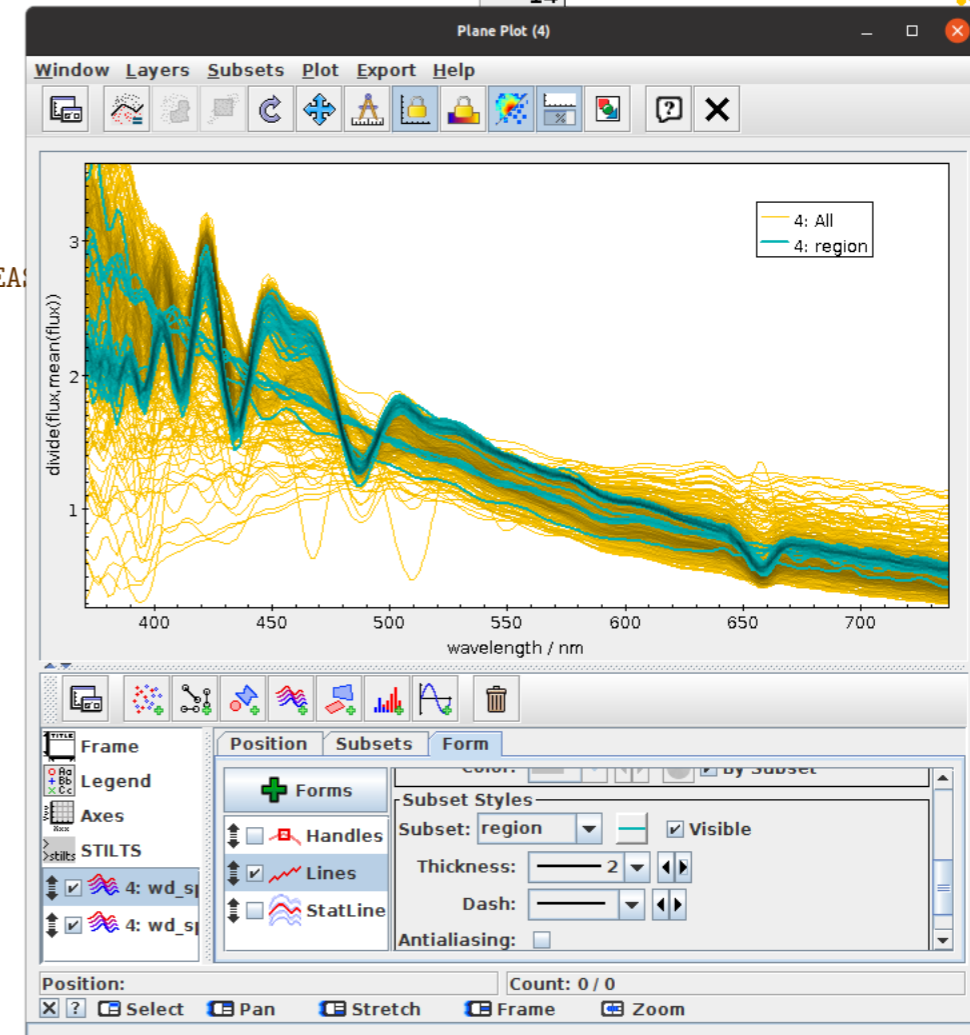 14
Plane Plot (4)
Window Layers Subsets Plot Export Help
4: All
4: region
3
2
1
divide(flux,mean(flux))
400 450 500 550 600 650 700
wavelength / nm
Frame
Legend
Axes
STILTS
4: wd_sp
4: wd_sp
Position Subsets Form
Forms
Handles
Lines
StatLine
Color: By Subset
Subset Styles
Subset: region Visible
Thickness: 2
Dash:
Antialiasing:
Position: Count: 0 / 0
Select Pan Stretch Frame Zoom